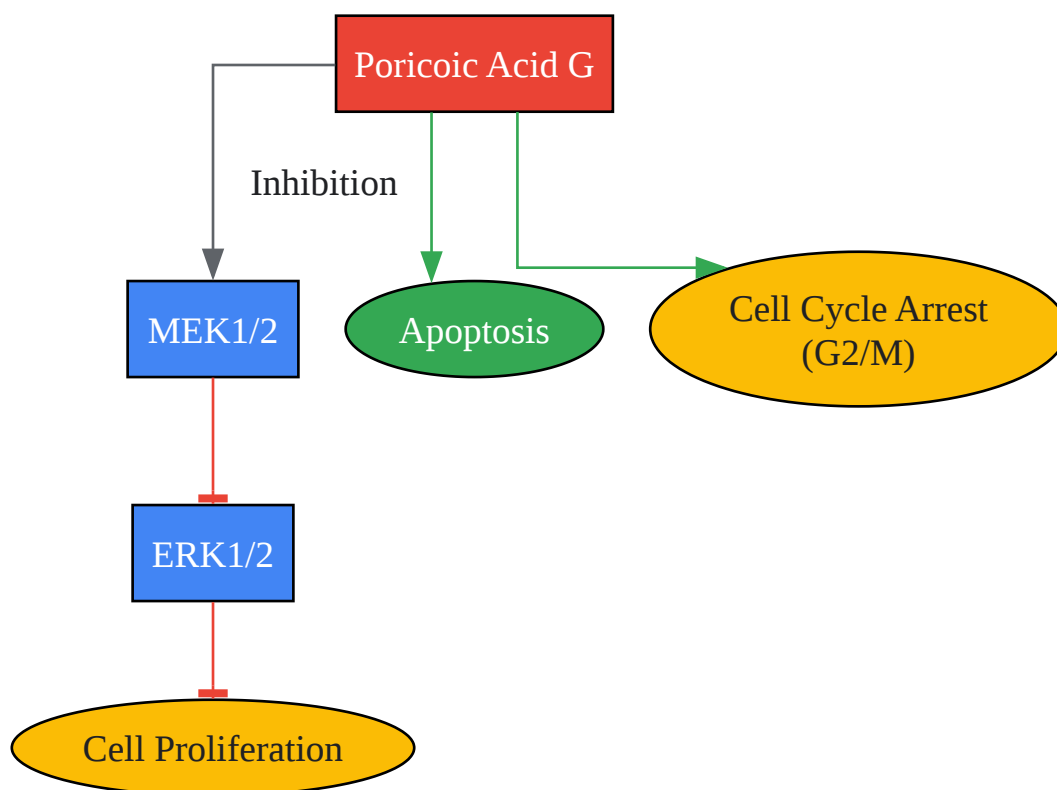 Poricoic Acid G
Inhibition
MEK1/2
Apoptosis
Cell Cycle Arrest
(G2/M)
ERK1/2
Cell Proliferation